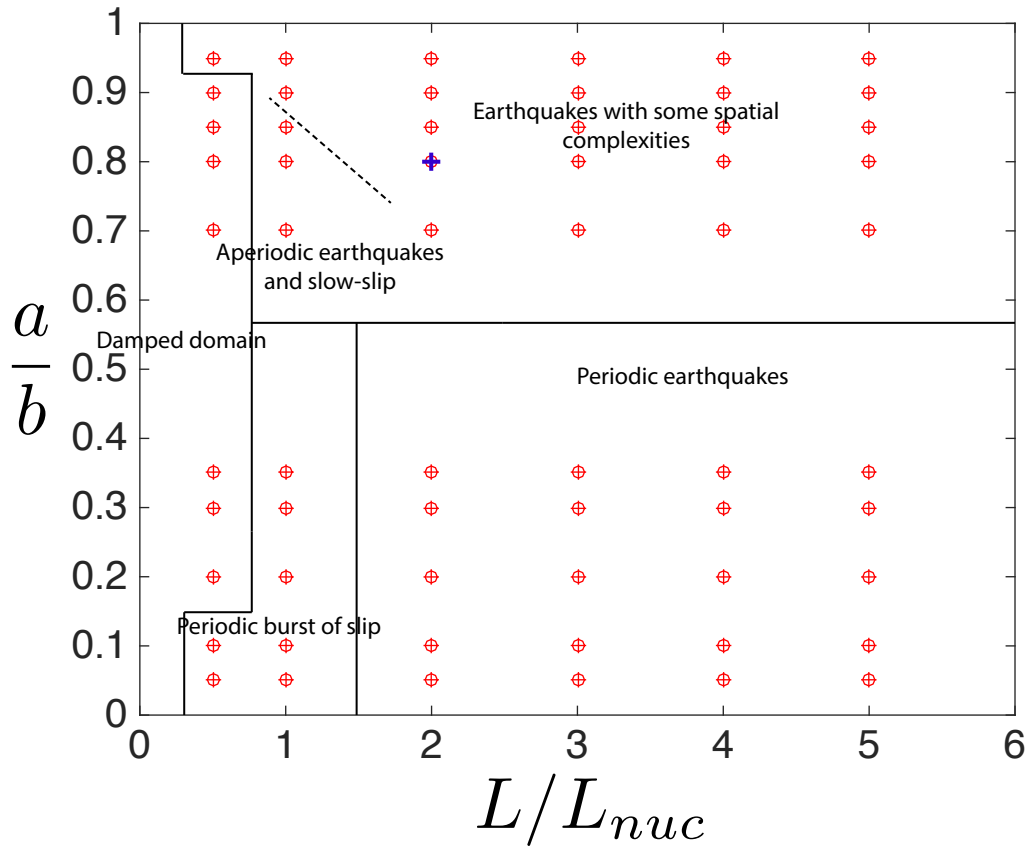 1
0.9
0.8
0.7
0.6
0.5
0.4
0.3
0.2
0.1
0
a
b
Earthquakes with some spatial
complexities
Aperiodic earthquakes
and slow-slip
Damped domain
Periodic earthquakes
Periodic burst of slip
0 1 2 3 4 5 6
L/L_{nuc}